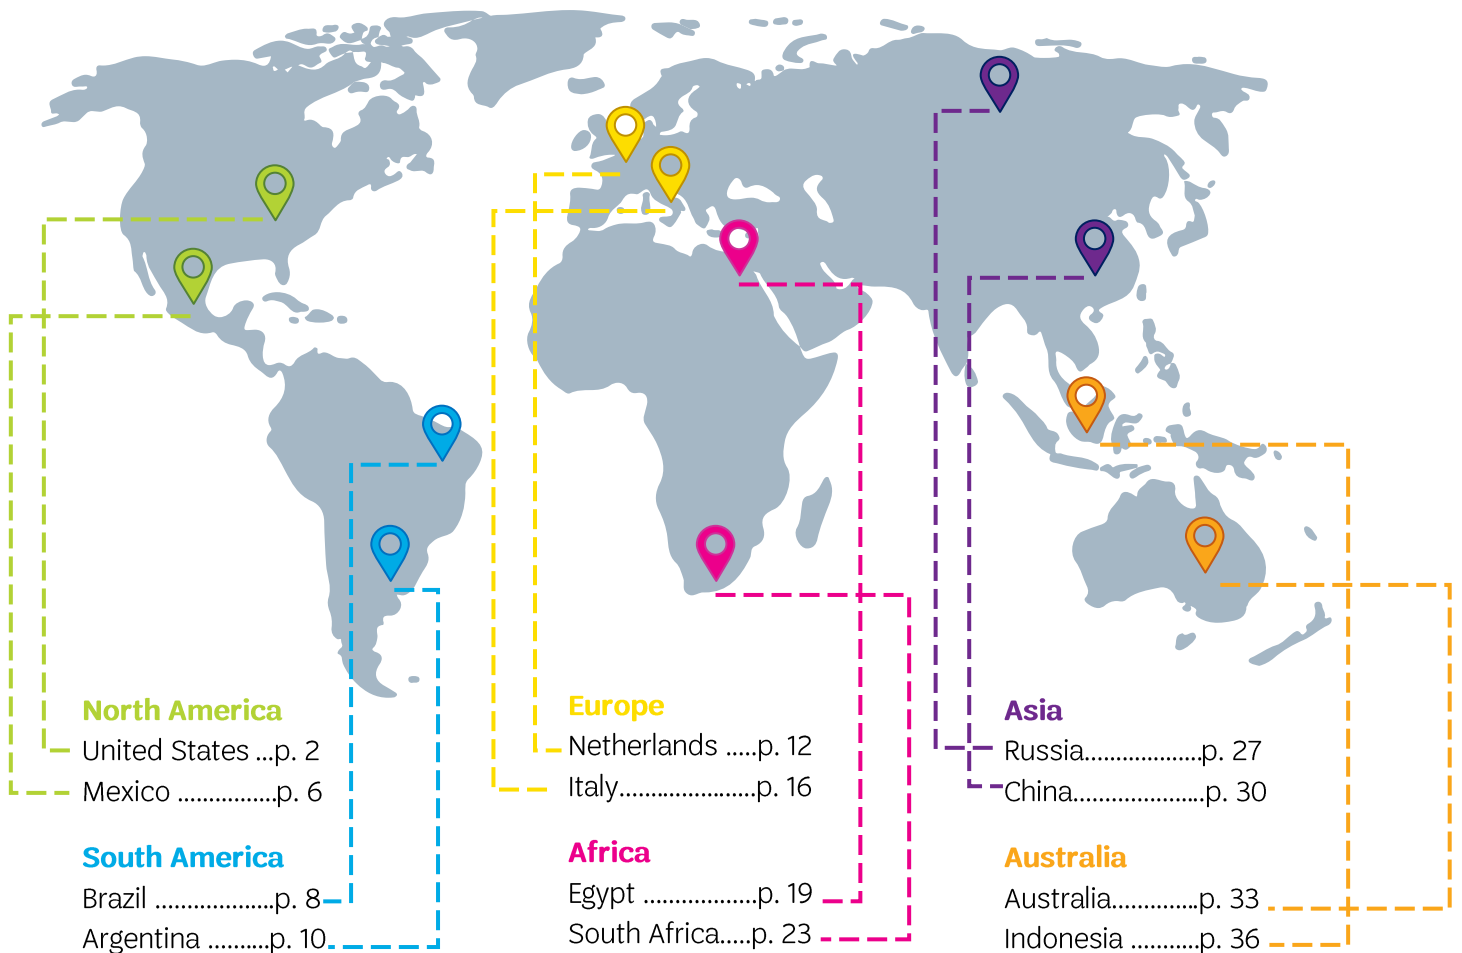 North America
United States ...p. 2
Mexico ................p. 6
South America
Brazil ...................p. 8
Argentina ..........p. 10
Europe
Netherlands .....p. 12
Italy......................p. 16
Africa
Egypt ..................p. 19
South Africa.....p. 23
Asia
Russia...................p. 27
China.....................p. 30
Australia
Australia..............p. 33
Indonesia ...........p. 36